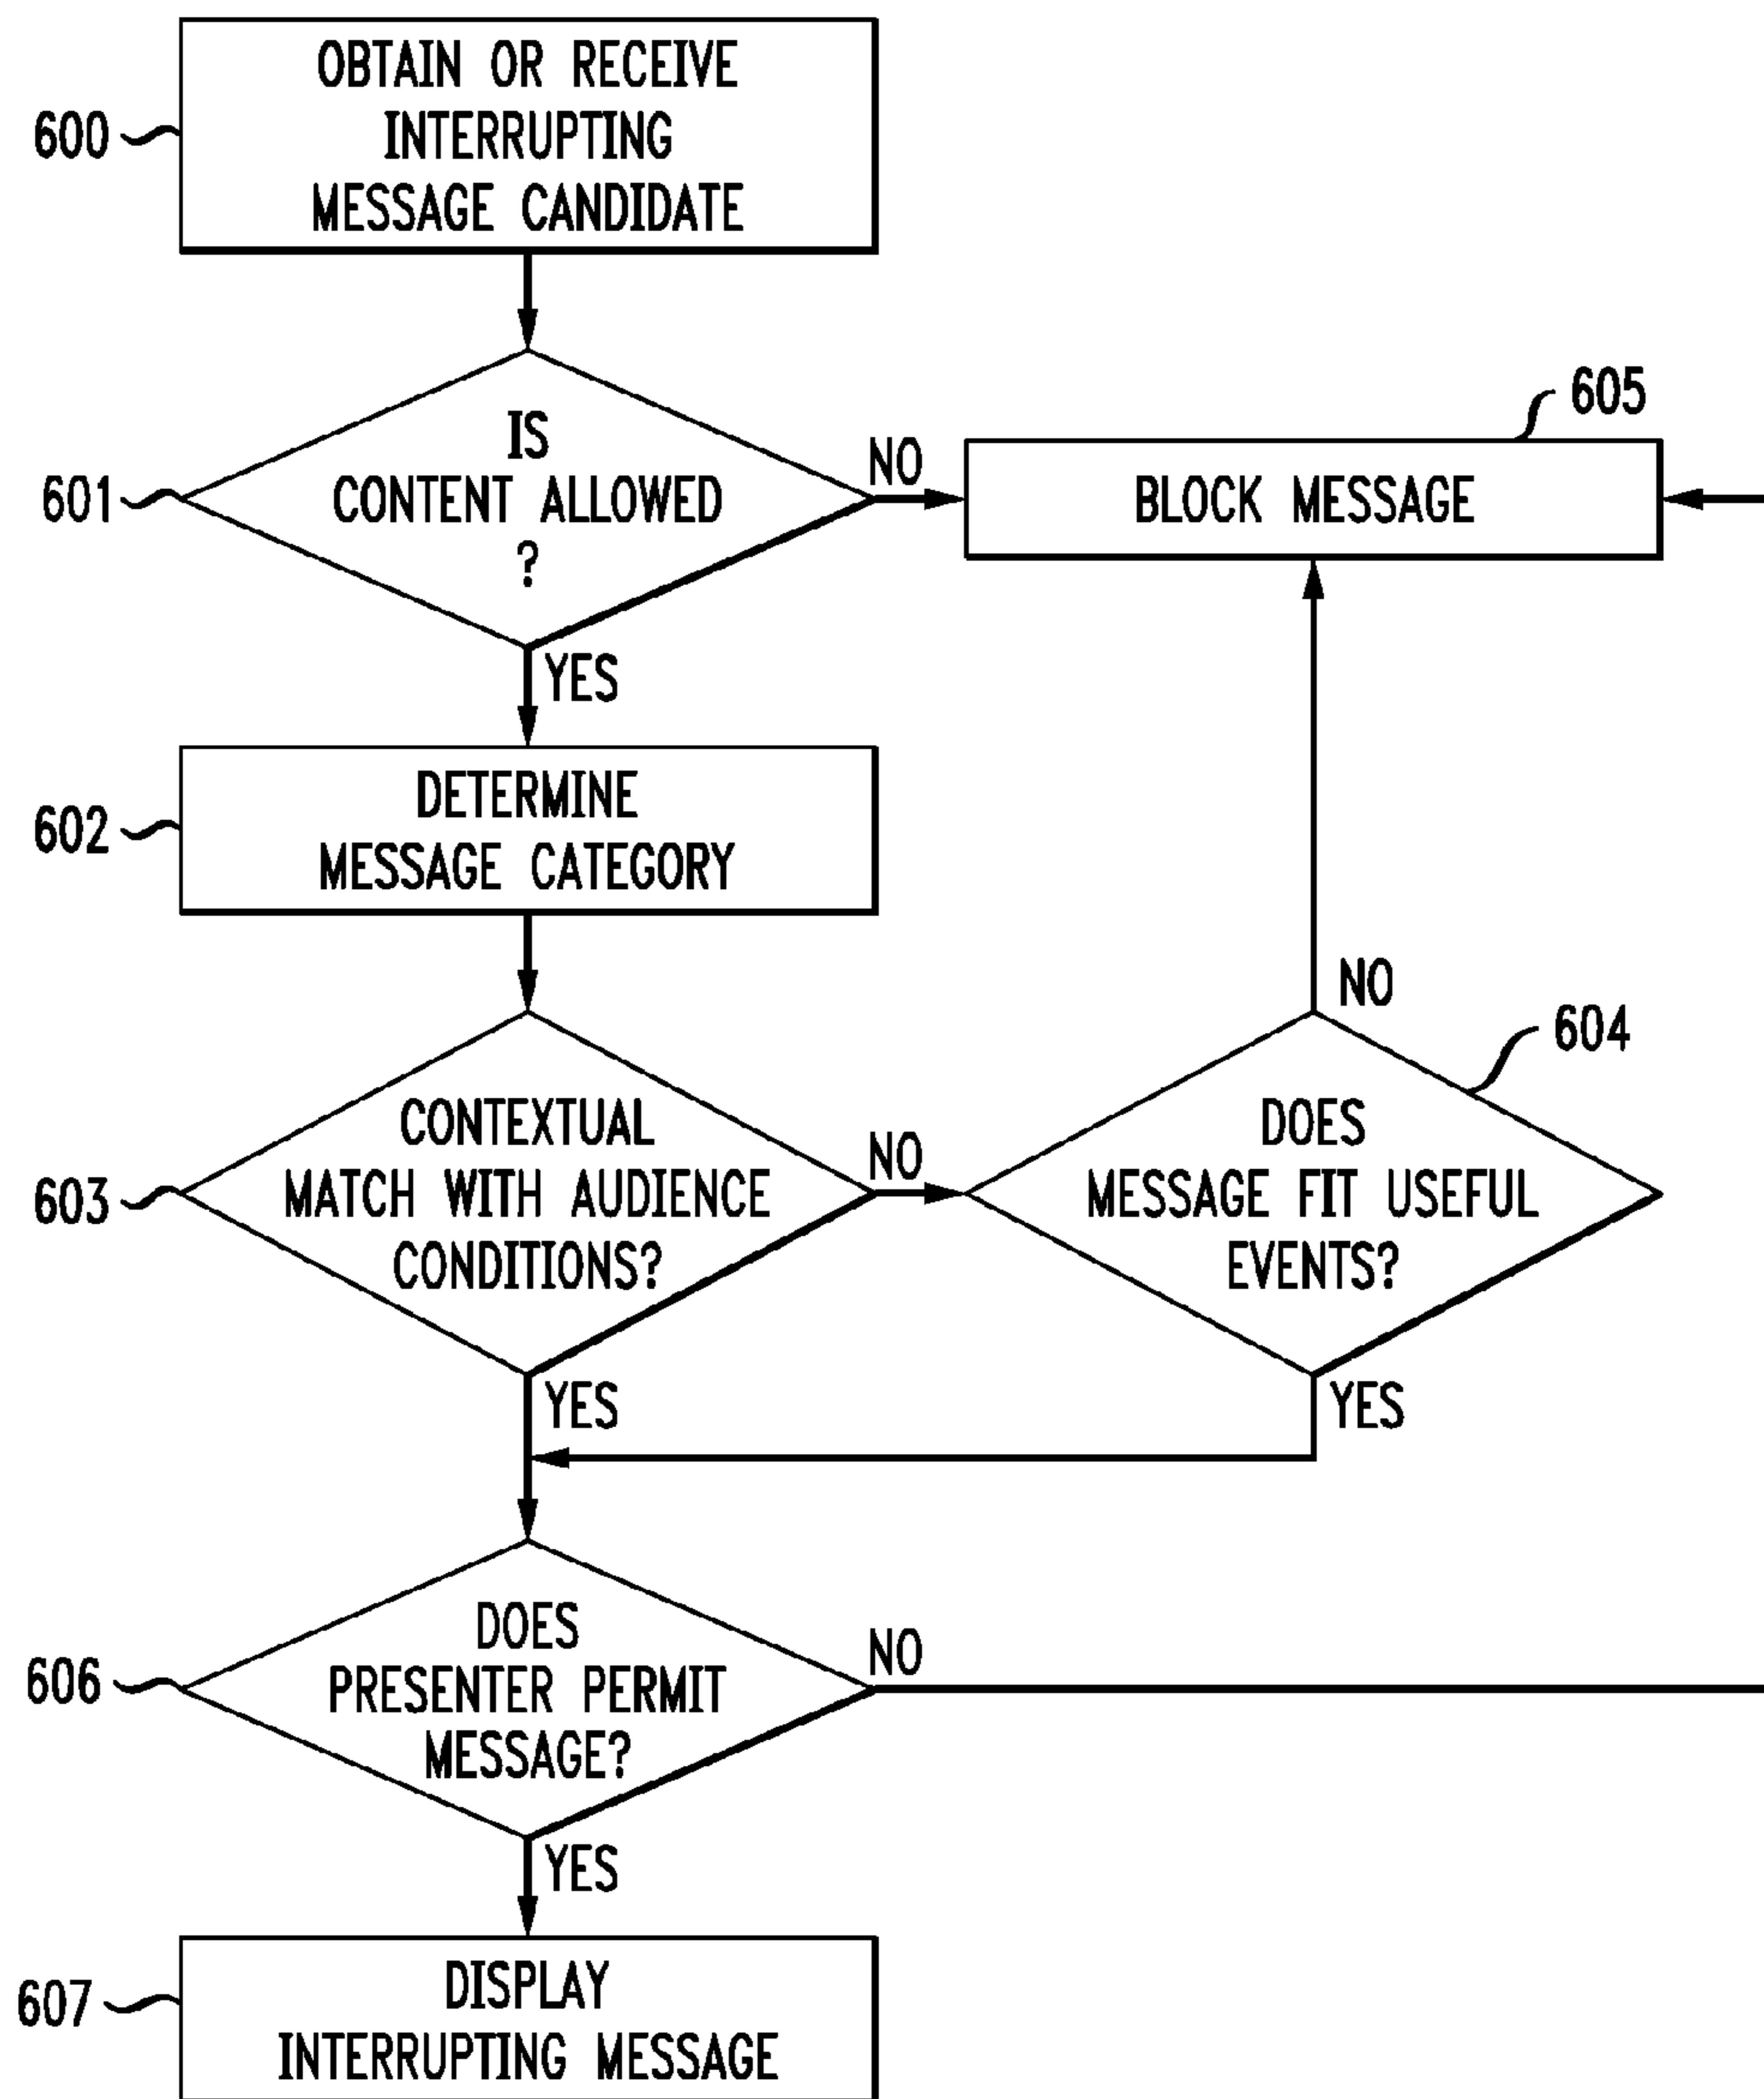 OBTAIN OR RECEIVE
INTERRUPTING
MESSAGE CANDIDATE
600
IS
CONTENT ALLOWED
?
601
NO
BLOCK MESSAGE
605
YES
DETERMINE
MESSAGE CATEGORY
602
CONTEXTUAL
MATCH WITH AUDIENCE
CONDITIONS?
603
NO
DOES
MESSAGE FIT USEFUL
EVENTS?
604
NO
YES
YES
DOES
PRESENTER PERMIT
MESSAGE?
606
NO
YES
DISPLAY
INTERRUPTING MESSAGE
607